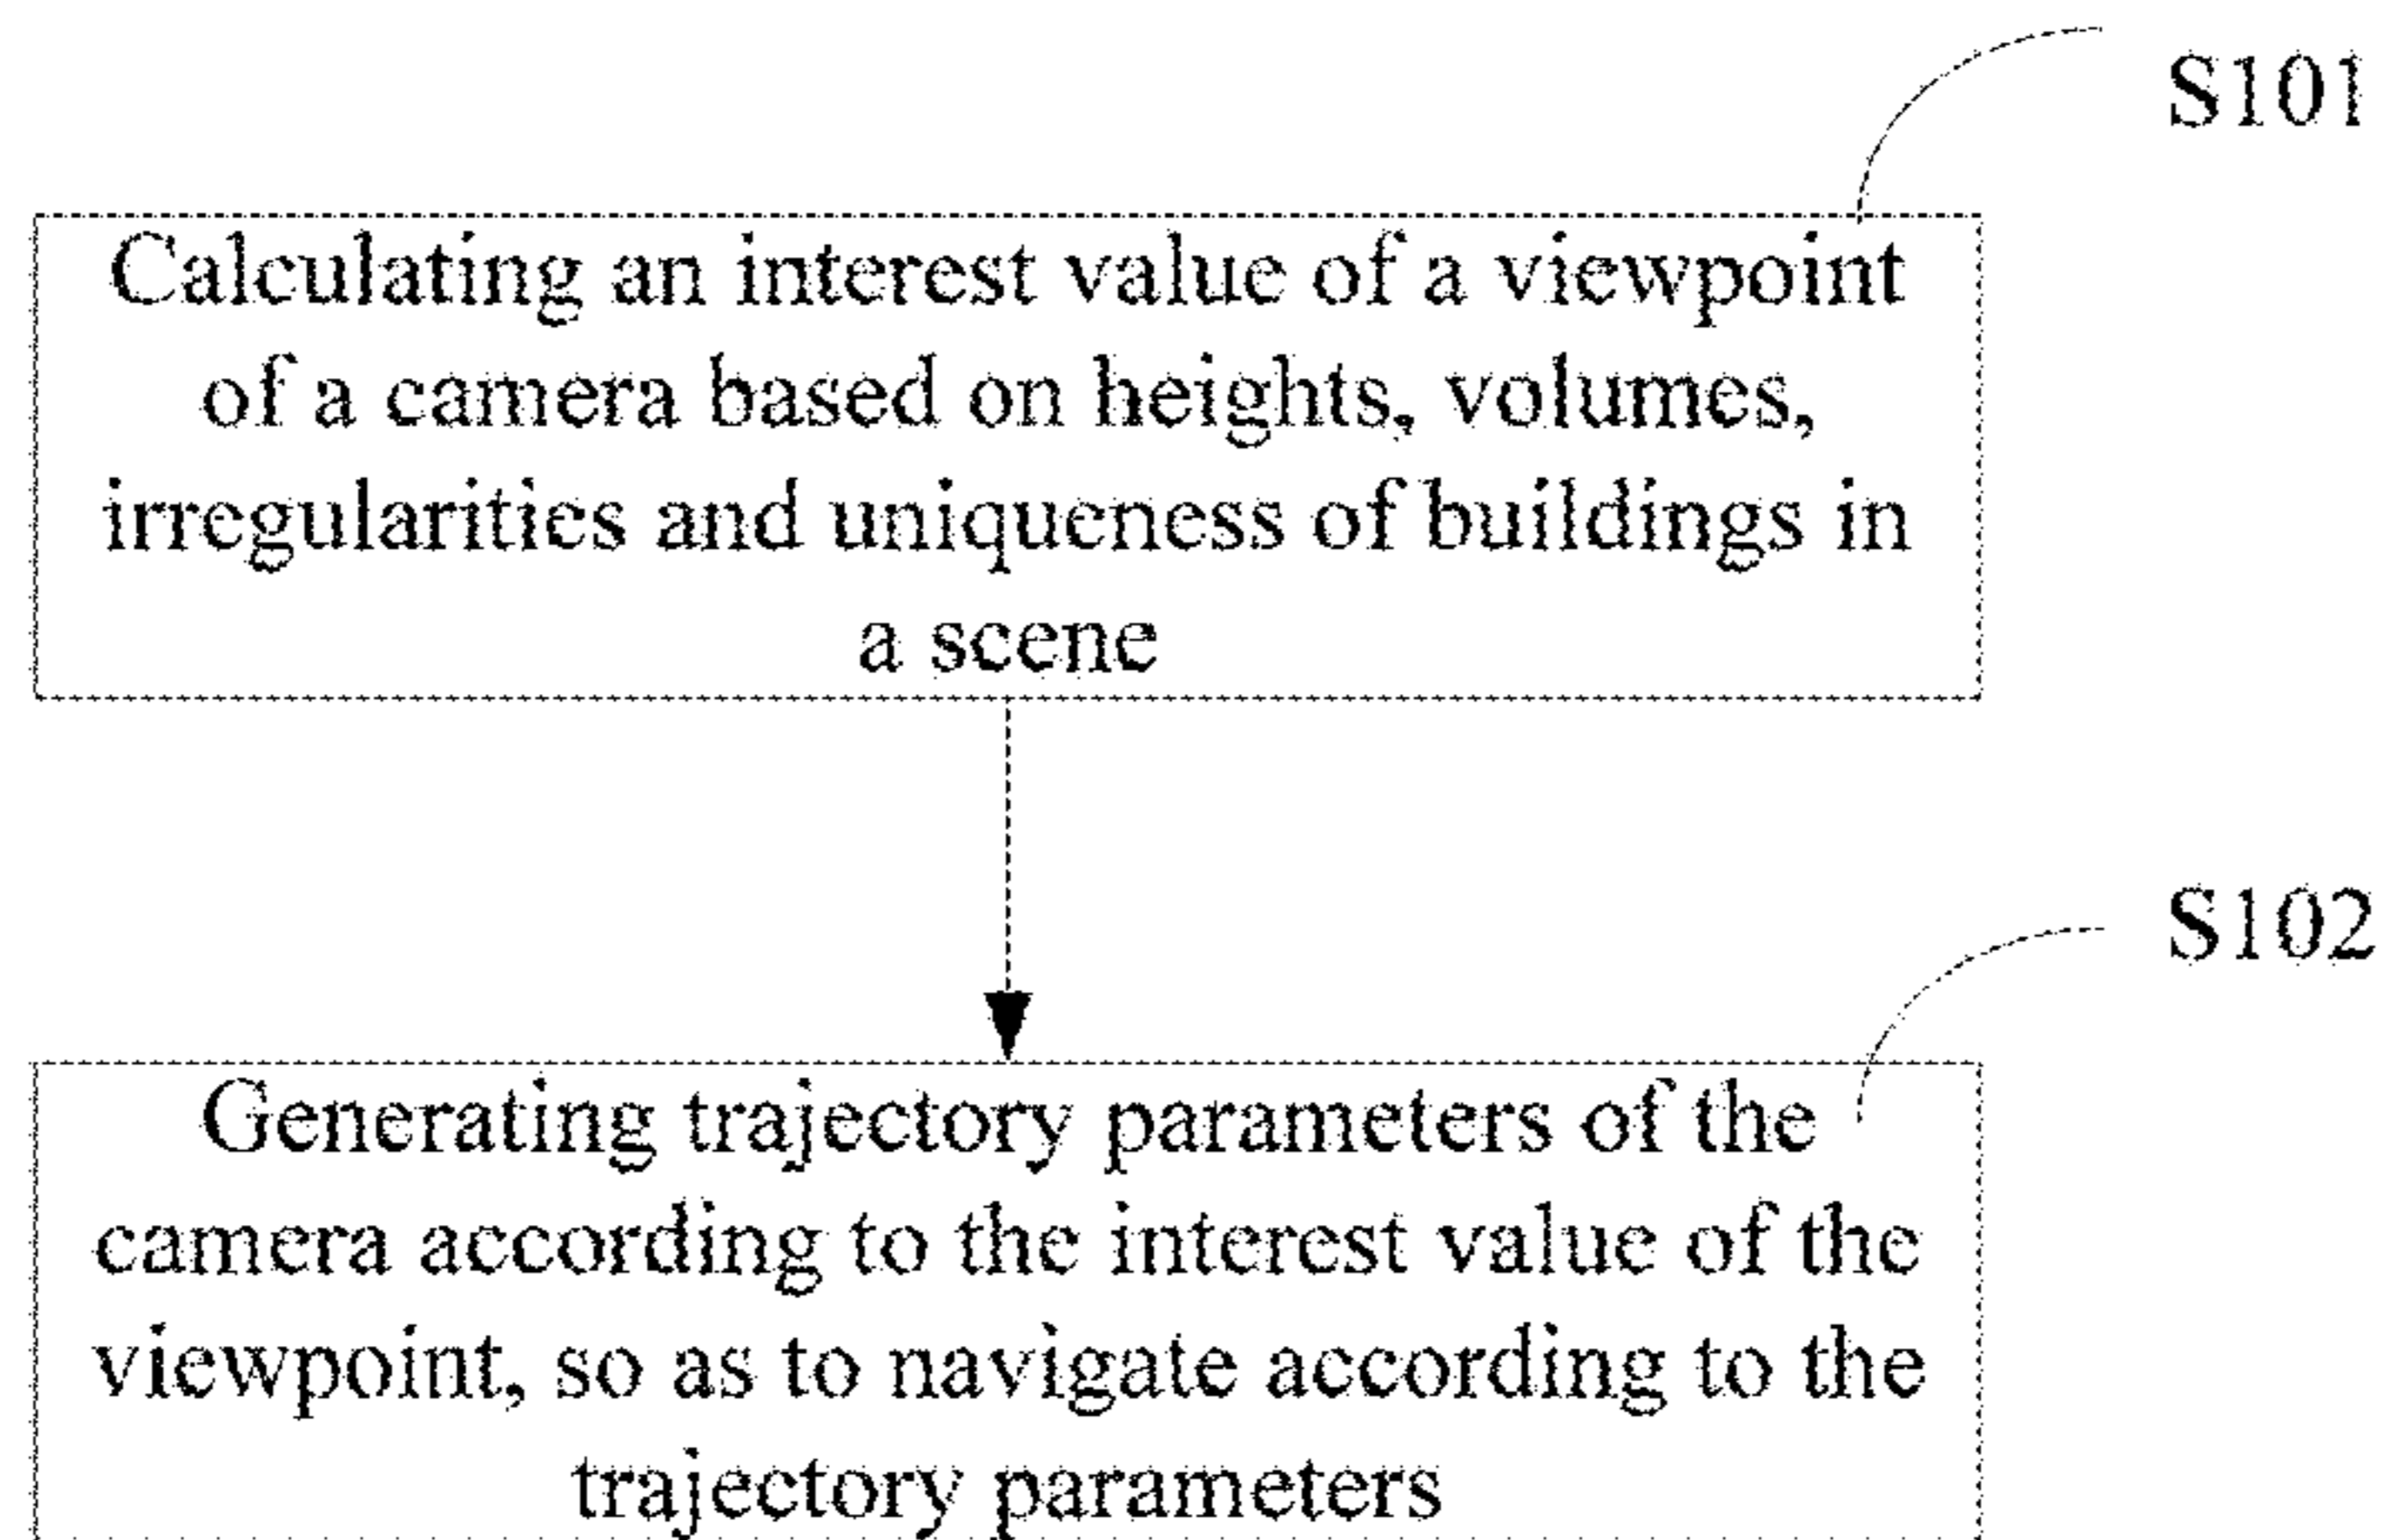 S101
Calculating an interest value of a viewpoint
of a camera based on heights, volumes,
irregularities and uniqueness of buildings in
a scene
S102
Generating trajectory parameters of the
camera according to the interest value of the
viewpoint, so as to navigate according to the
trajectory parameters